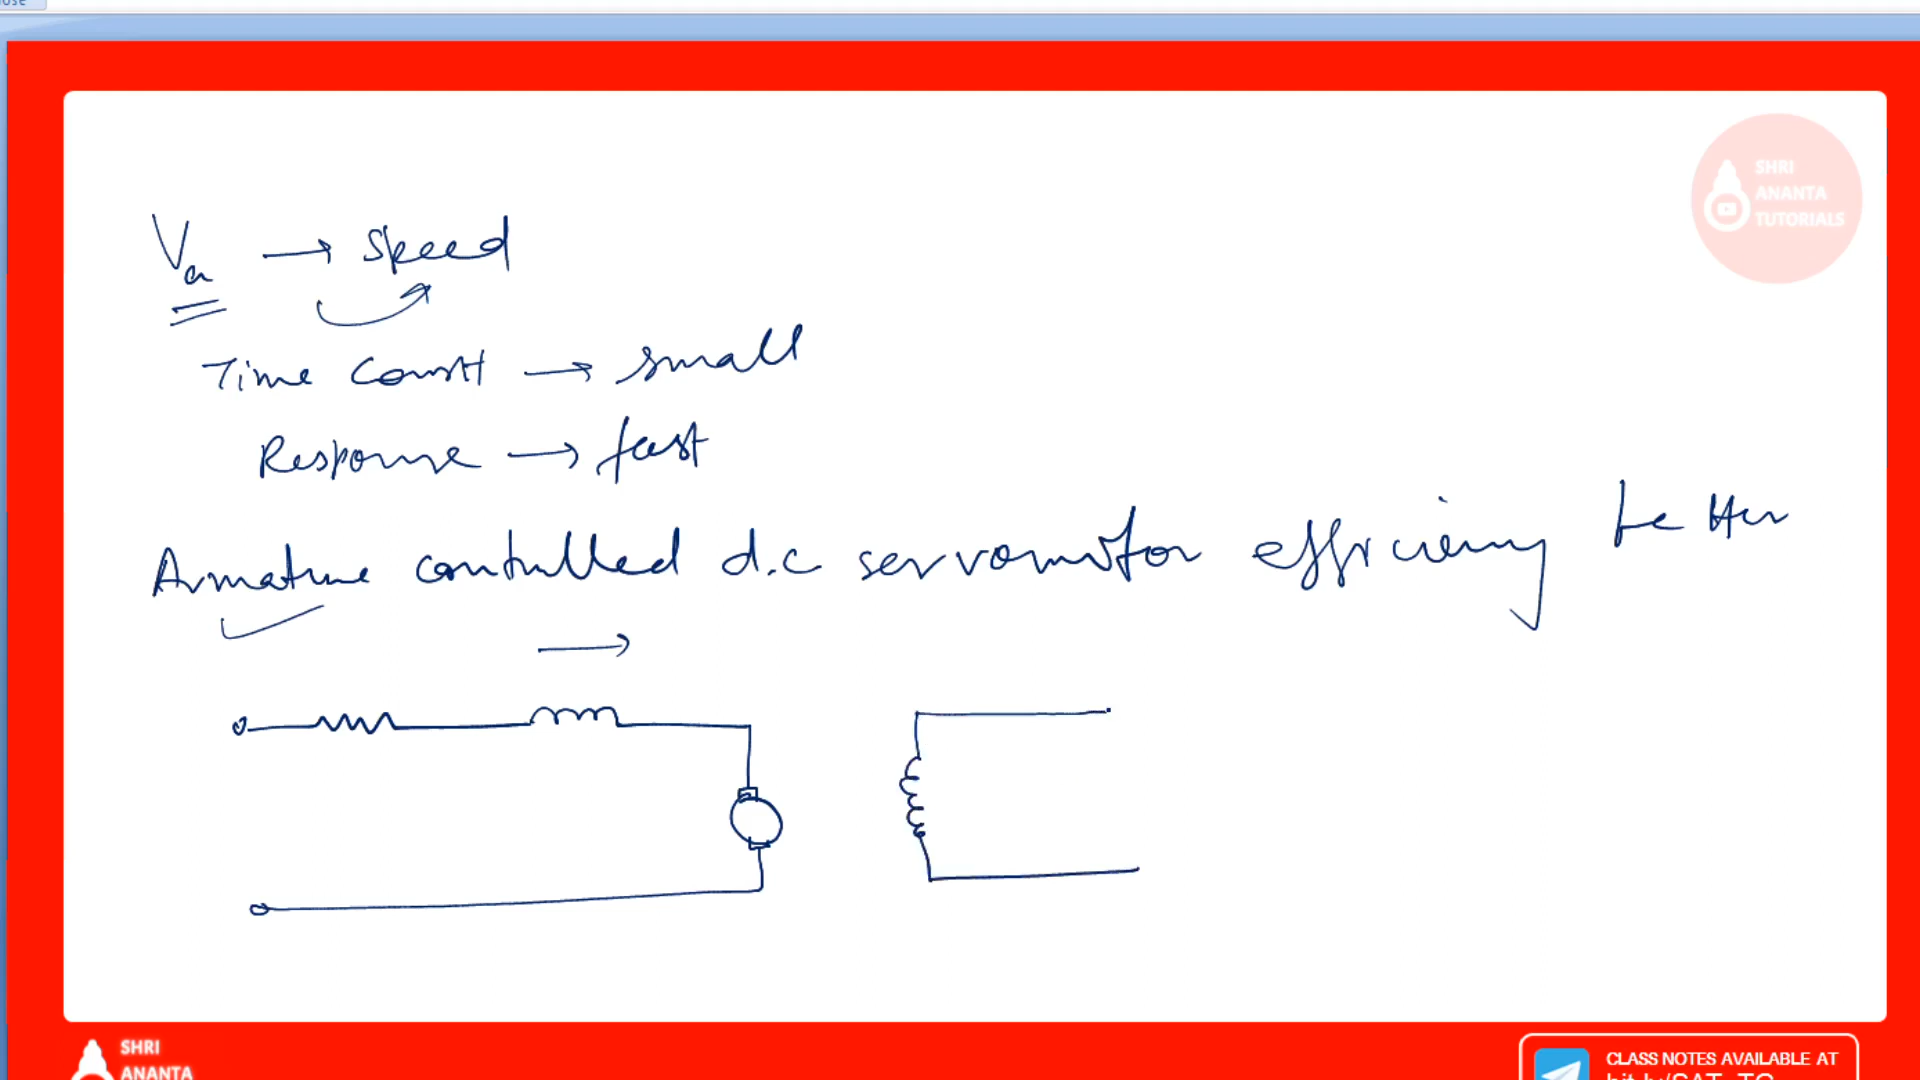 Va → speed
Time const → small
Response → fast
Armature controlled d.c servomotor efficiency better
SHRI
ANANTA
TUTORIALS
SHRI
ANANTA
CLASS NOTES AVAILABLE AT